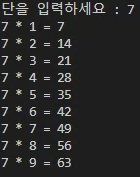 단을 입력하세요 : 7
7 * 1 = 7
7 * 2 = 14
7 * 3 = 21
7 * 4 = 28
7 * 5 = 35
7 * 6 = 42
7 * 7 = 49
7 * 8 = 56
7 * 9 = 63